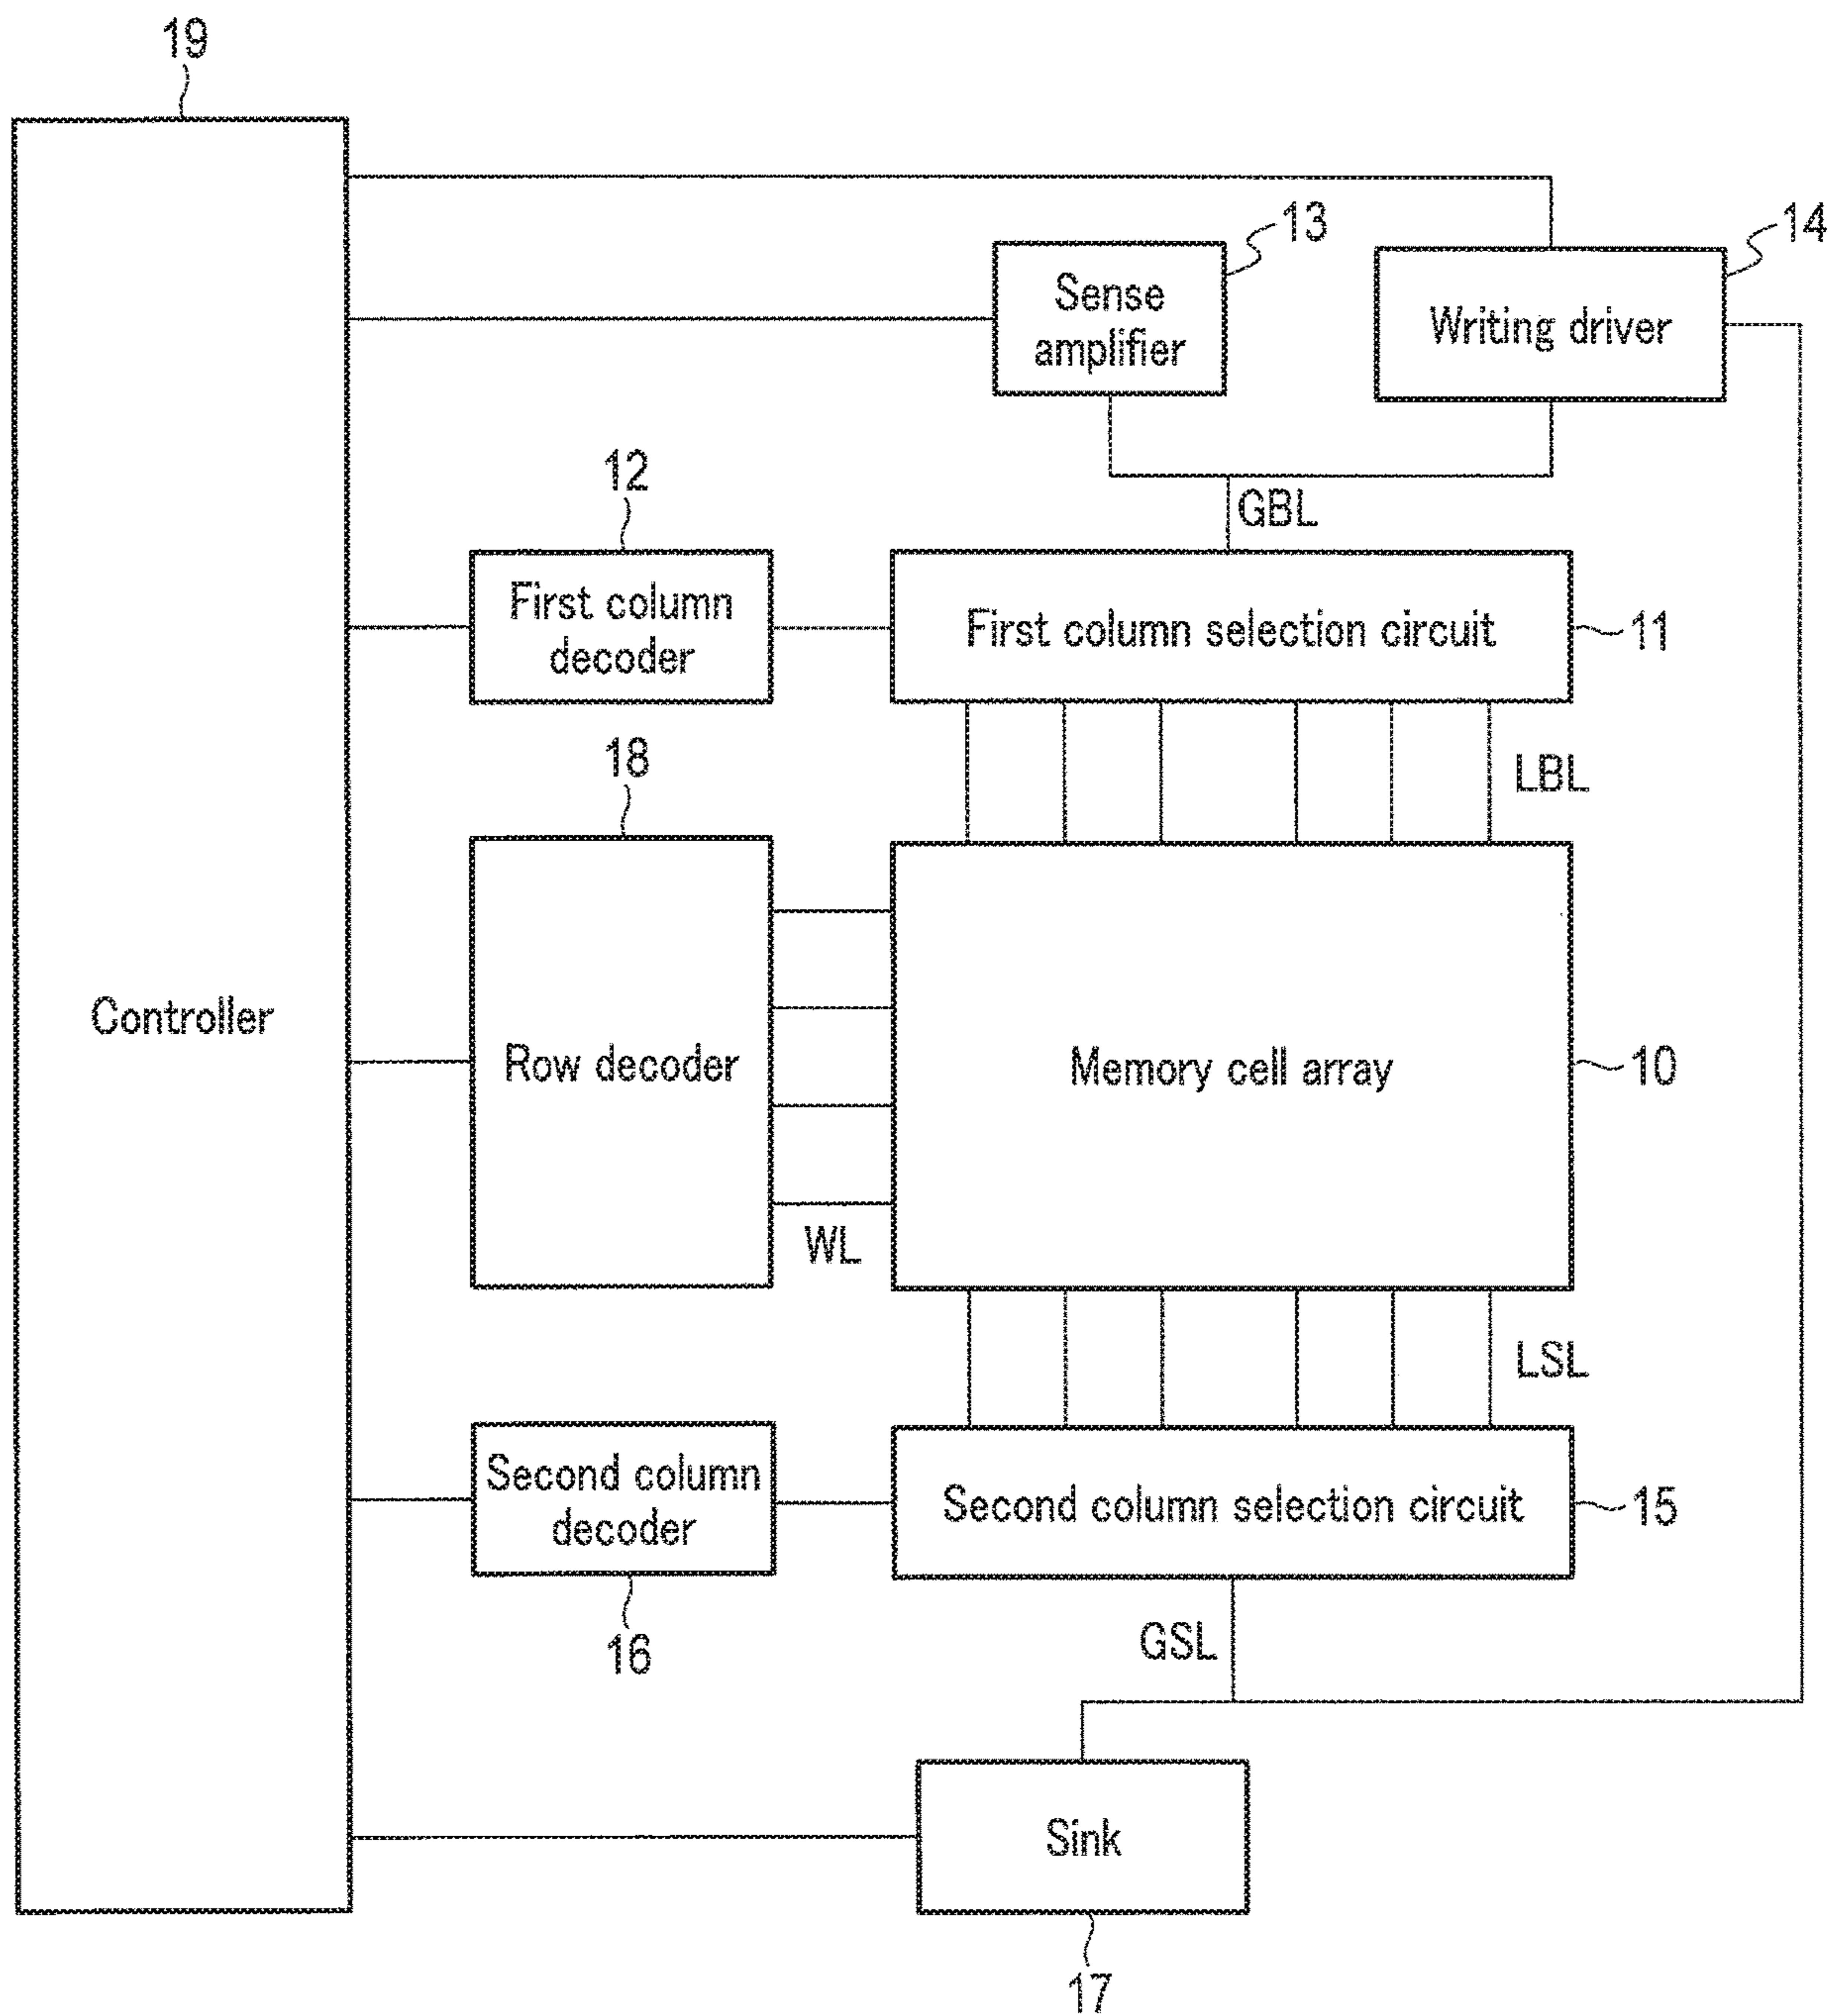 19
13
14
Sense
amplifier
Writing driver
12
GBL
First column
decoder
First column selection circuit
11
18
LBL
Controller
Row decoder
Memory cell array
10
WL
LSL
Second column
decoder
Second column selection circuit
15
16
GSL
Sink
17